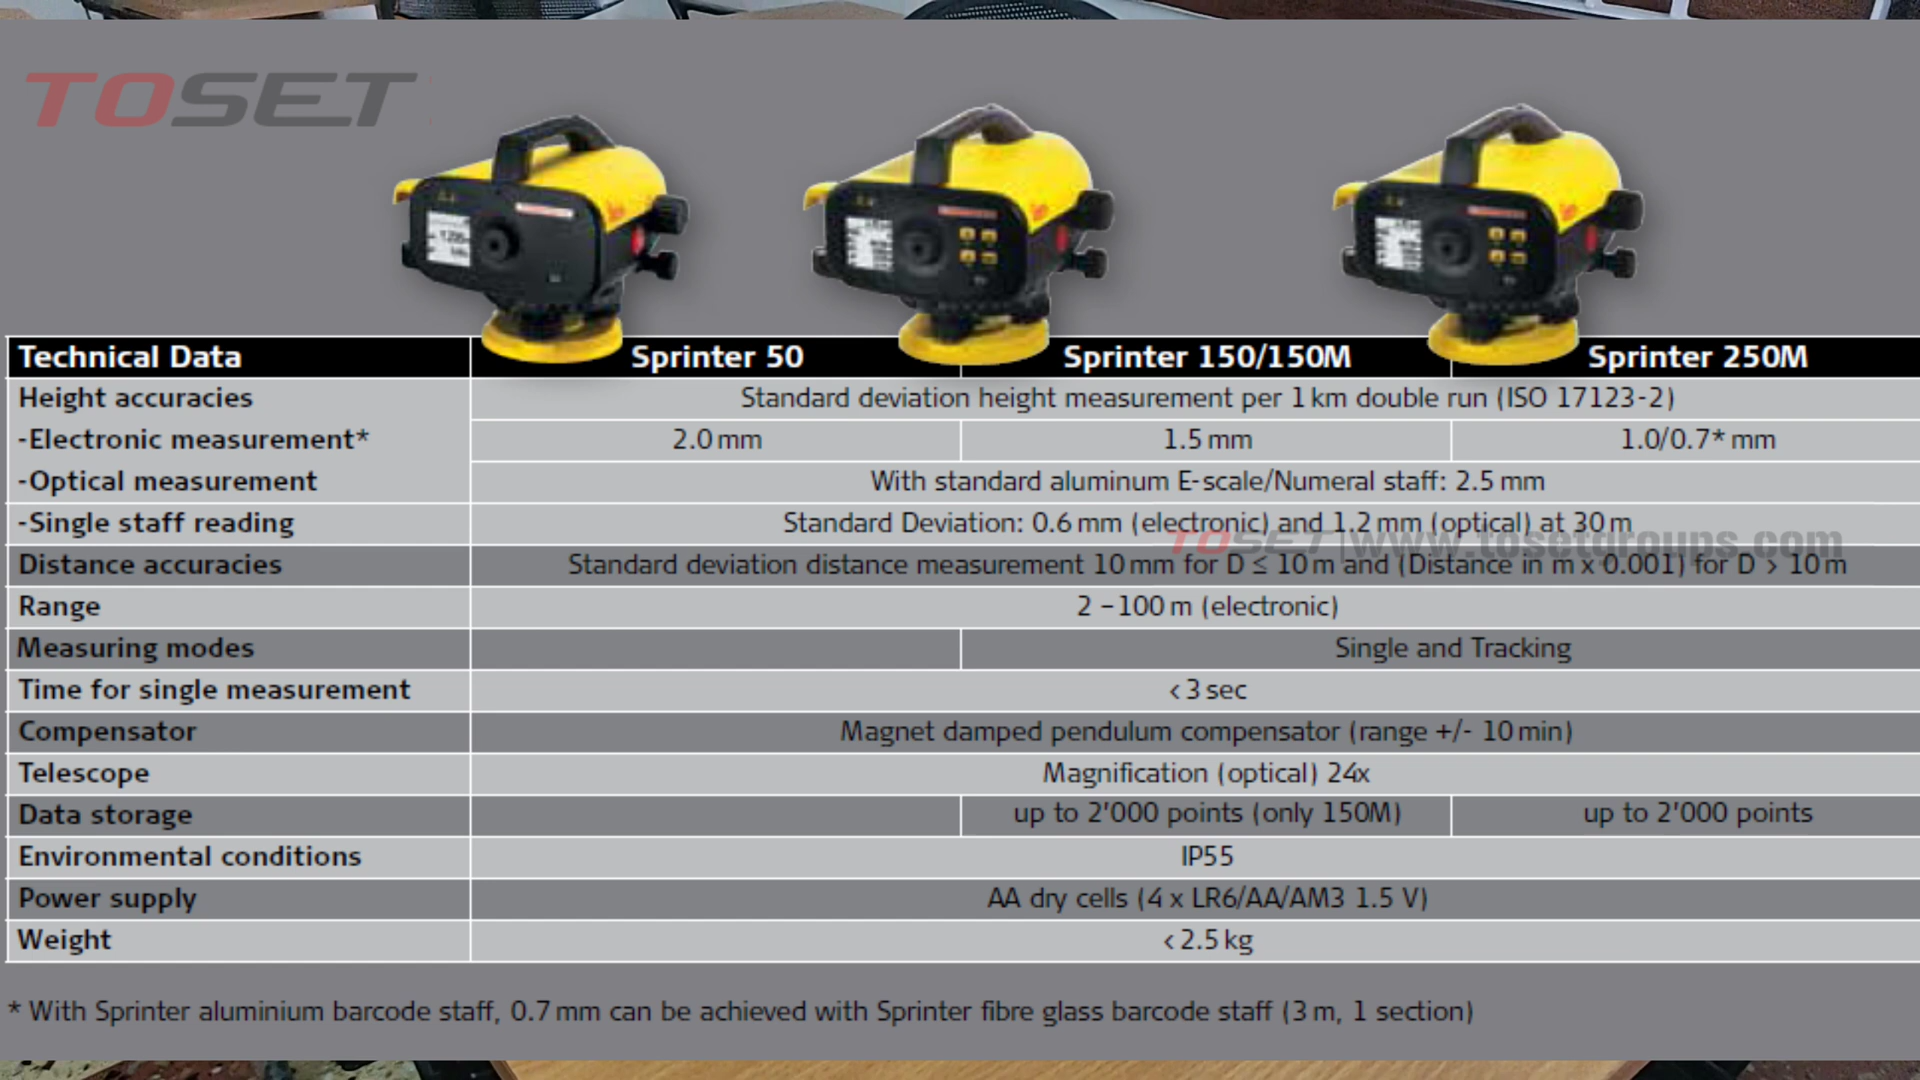 TOSET
Technical Data Sprinter 50 Sprinter 150/150M Sprinter 250M
Height accuracies Standard deviation height measurement per 1 km double run (ISO 17123-2)
-Electronic measurement* 2.0 mm 1.5 mm 1.0/0.7* mm
-Optical measurement With standard aluminum E-scale/Numeral staff: 2.5 mm
-Single staff reading Standard Deviation: 0.6 mm (electronic) and 1.2 mm (optical) at 30 m
TOSET | www.tosetgroups.com
Distance accuracies Standard deviation distance measurement 10 mm for D ≤ 10 m and (Distance in m x 0.001) for D > 10 m
Range 2 –100 m (electronic)
Measuring modes Single and Tracking
Time for single measurement < 3 sec
Compensator Magnet damped pendulum compensator (range +/- 10 min)
Telescope Magnification (optical) 24x
Data storage up to 2'000 points (only 150M) up to 2'000 points
Environmental conditions IP55
Power supply AA dry cells (4 x LR6/AA/AM3 1.5 V)
Weight < 2.5 kg
* With Sprinter aluminium barcode staff, 0.7 mm can be achieved with Sprinter fibre glass barcode staff (3 m, 1 section)